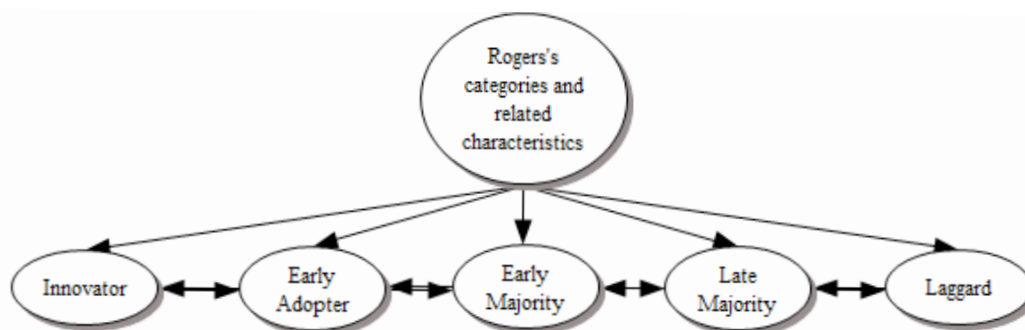 Rogers's
categories and
related
characteristics
Innovator
Early
Adopter
Early
Majority
Late
Majority
Laggard